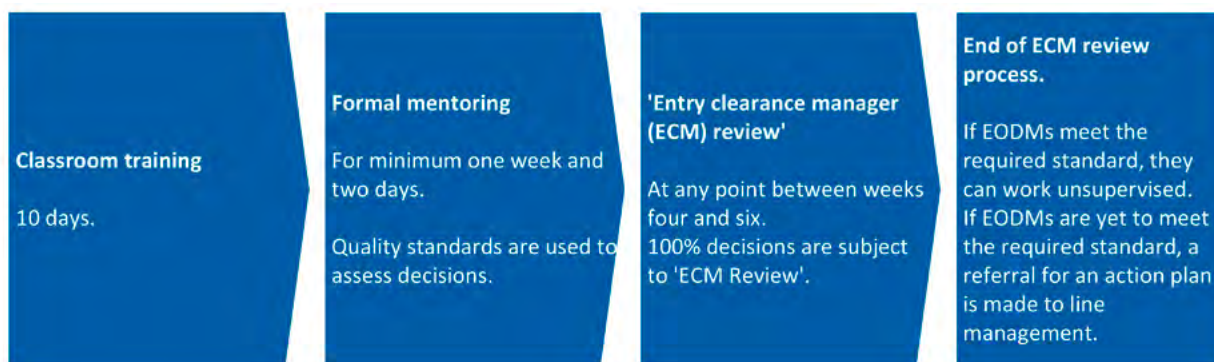 Classroom training
10 days.
Formal mentoring
For minimum one week and
two days.
Quality standards are used to
assess decisions.
'Entry clearance manager
(ECM) review'
At any point between weeks
four and six.
100% decisions are subject
to 'ECM Review'.
End of ECM review
process.
If EODMs meet the
required standard, they
can work unsupervised.
If EODMs are yet to meet
the required standard, a
referral for an action plan
is made to line
management.